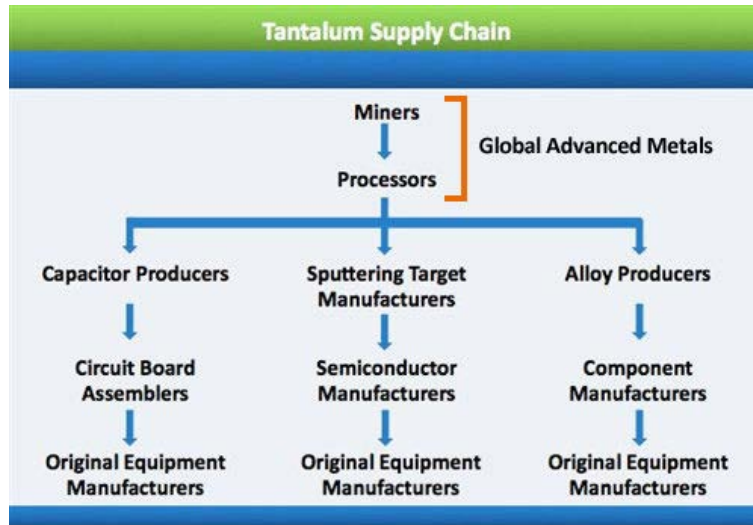 Tantalum Supply Chain
Miners
Global Advanced Metals
Processors
Capacitor Producers
Sputtering Target
Manufacturers
Alloy Producers
Circuit Board
Assemblers
Semiconductor
Manufacturers
Component
Manufacturers
Original Equipment
Manufacturers
Original Equipment
Manufacturers
Original Equipment
Manufacturers